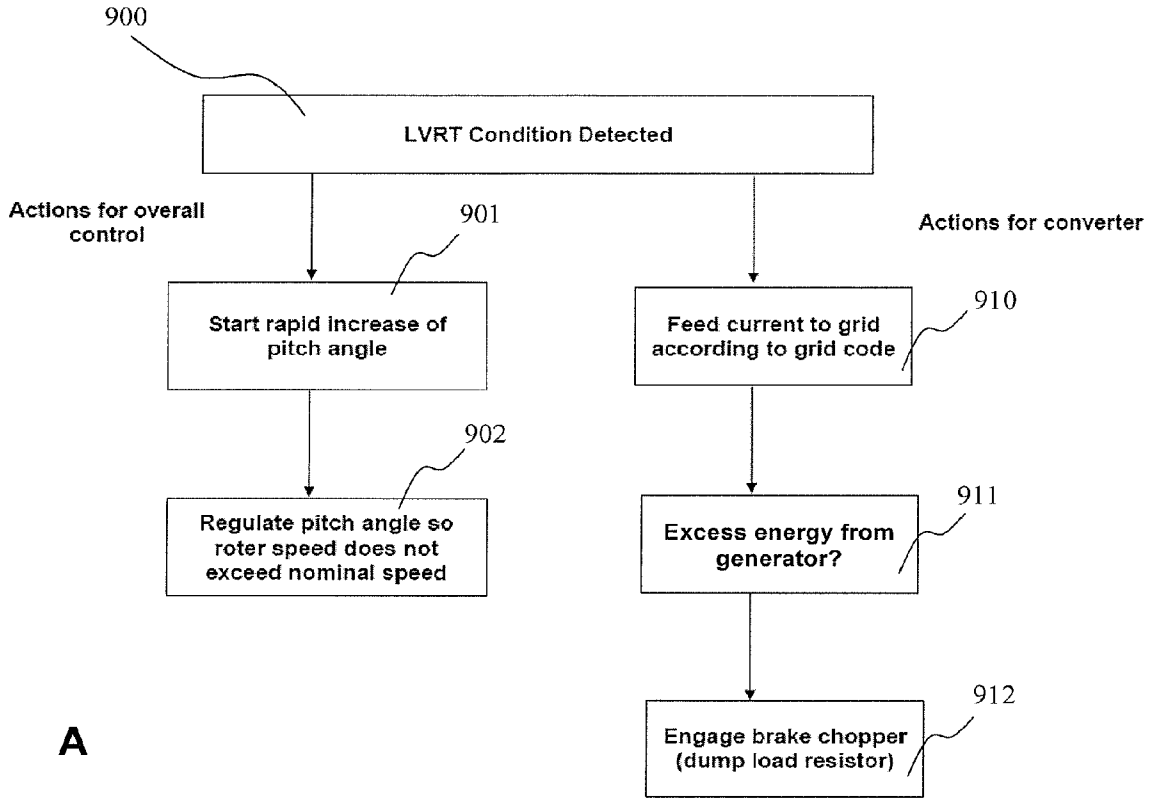 900
LVRT Condition Detected
Actions for overall
control
901
Actions for converter
Start rapid increase of
pitch angle
910
Feed current to grid
according to grid code
902
Regulate pitch angle so
roter speed does not
exceed nominal speed
911
Excess energy from
generator?
912
Engage brake chopper
(dump load resistor)
A